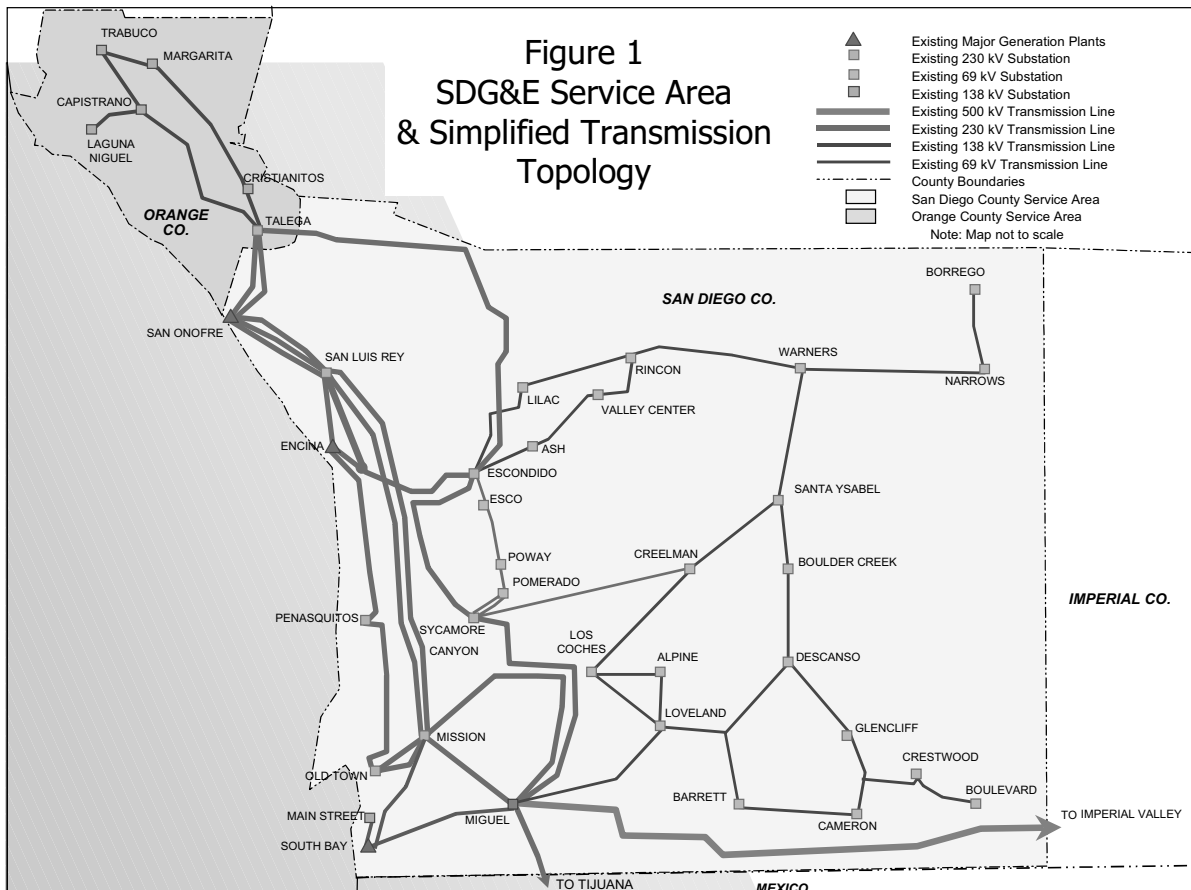 Figure 1
SDG&E Service Area
& Simplified Transmission
Topology
Existing Major Generation Plants
Existing 230 kV Substation
Existing 69 kV Substation
Existing 138 kV Substation
Existing 500 kV Transmission Line
Existing 230 kV Transmission Line
Existing 138 kV Transmission Line
Existing 69 kV Transmission Line
County Boundaries
San Diego County Service Area
Orange County Service Area
Note: Map not to scale
TRABUCO
MARGARITA
CAPISTRANO
LAGUNA
NIGUEL
CRISTIANITOS
ORANGE
CO.
TALEGA
SAN ONOFRE
SAN LUIS REY
ENCINA
SAN DIEGO CO.
BORREGO
WARNERS
NARROWS
RINCON
LILAC
VALLEY CENTER
ASH
ESCONDIDO
ESCO
SANTA YSABEL
POWAY
CREELMAN
BOULDER CREEK
POMERADO
IMPERIAL CO.
PENASQUITOS
SYCAMORE
CANYON
LOS
COCHES
ALPINE
DESCANSO
LOVELAND
MISSION
GLENCLIFF
CRESTWOOD
OLD TOWN
BOULEVARD
BARRETT
MAIN STREET
MIGUEL
CAMERON
TO IMPERIAL VALLEY
SOUTH BAY
TO TIJUANA
MEXICO